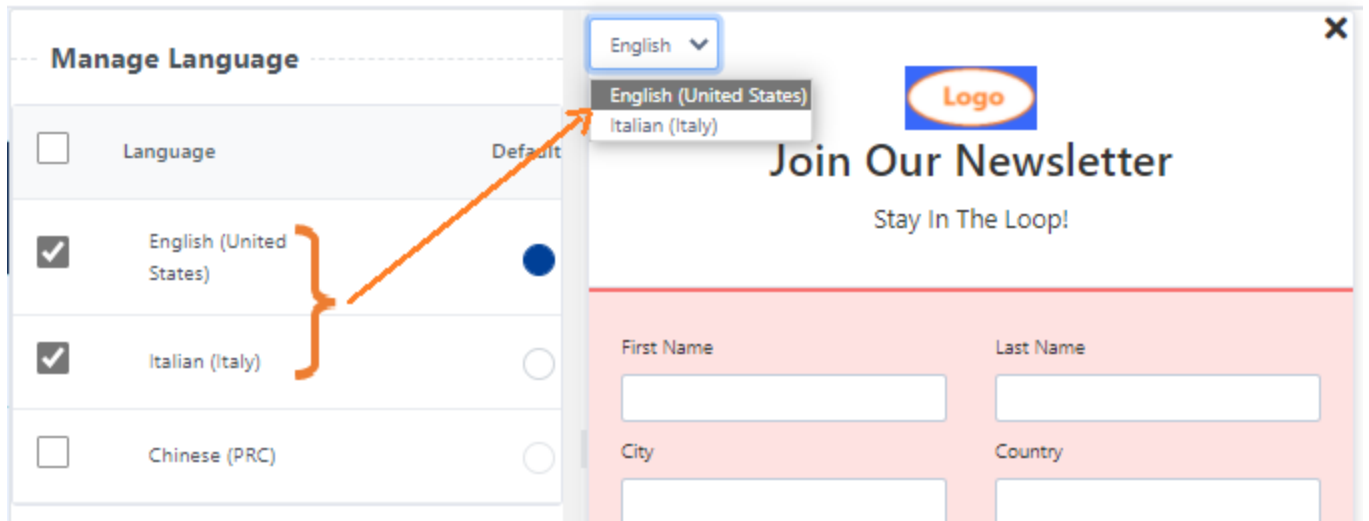 Manage Language
Language Default
English (United
States)
Italian (Italy)
Chinese (PRC)
English
English (United States)
Italian (Italy)
Logo
Join Our Newsletter
Stay In The Loop!
First Name Last Name
City Country